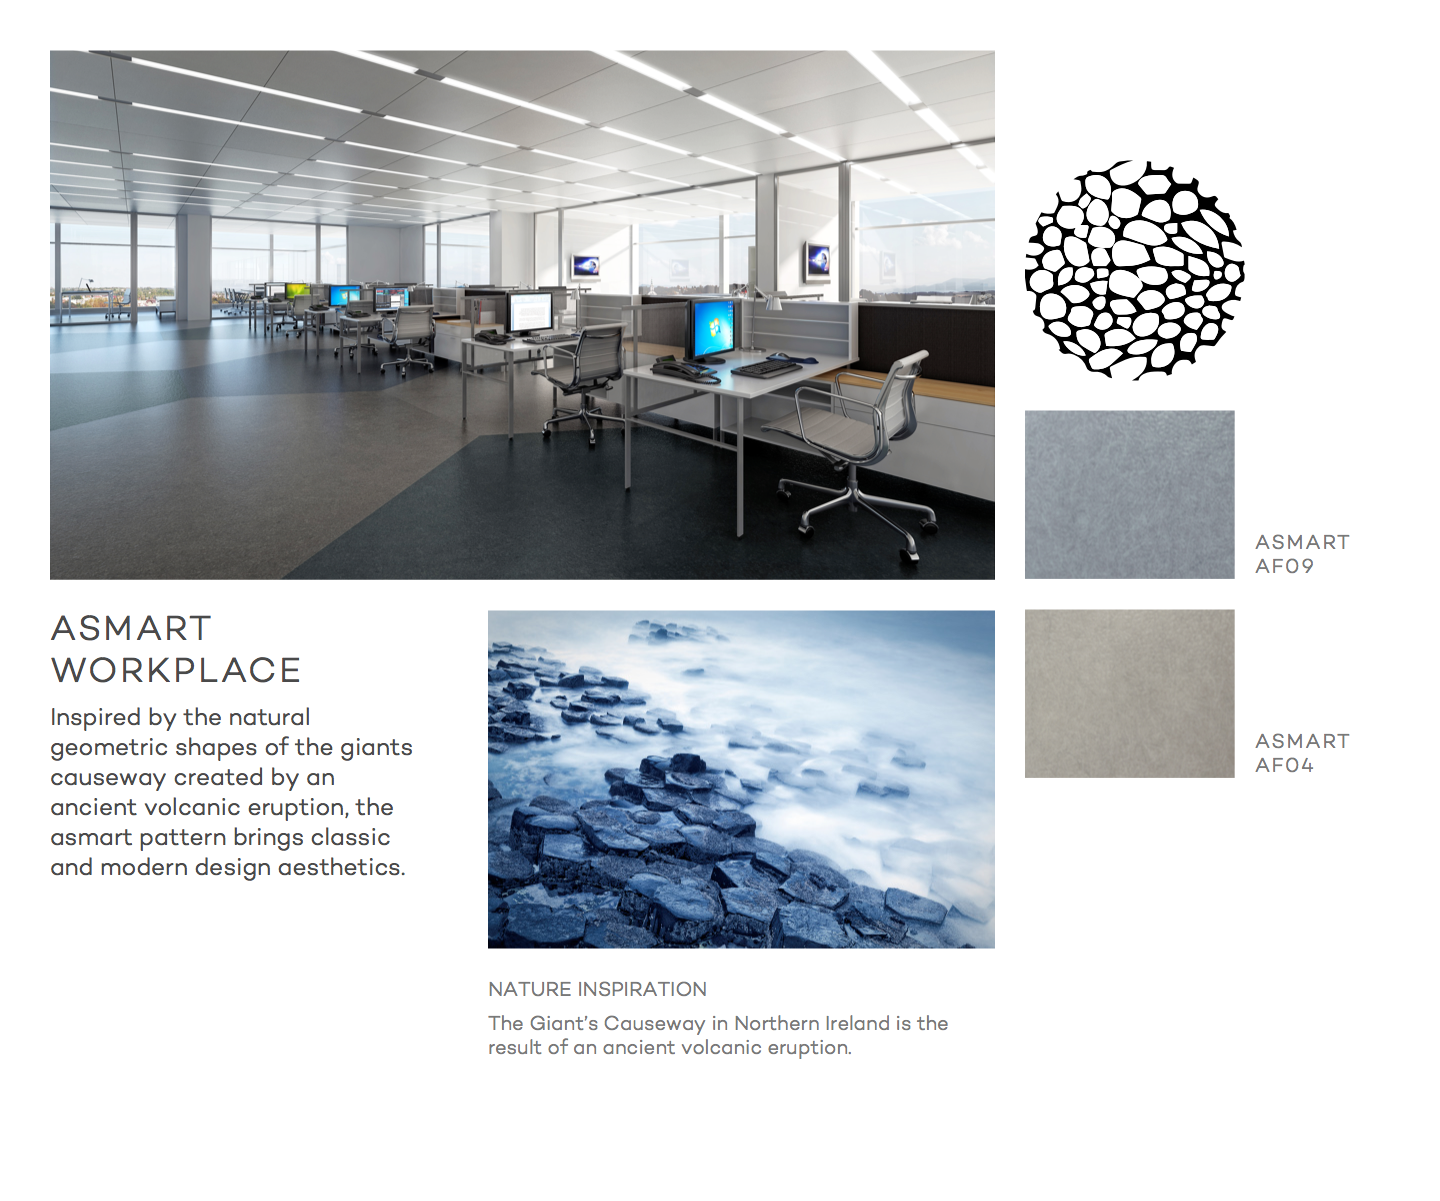 ASMART
AF09
ASMART
WORKPLACE
Inspired by the natural
geometric shapes of the giants
causeway created by an
ancient volcanic eruption, the
asmart pattern brings classic
and modern design aesthetics.
ASMART
AF04
NATURE INSPIRATION
The Giant's Causeway in Northern Ireland is the
result of an ancient volcanic eruption.